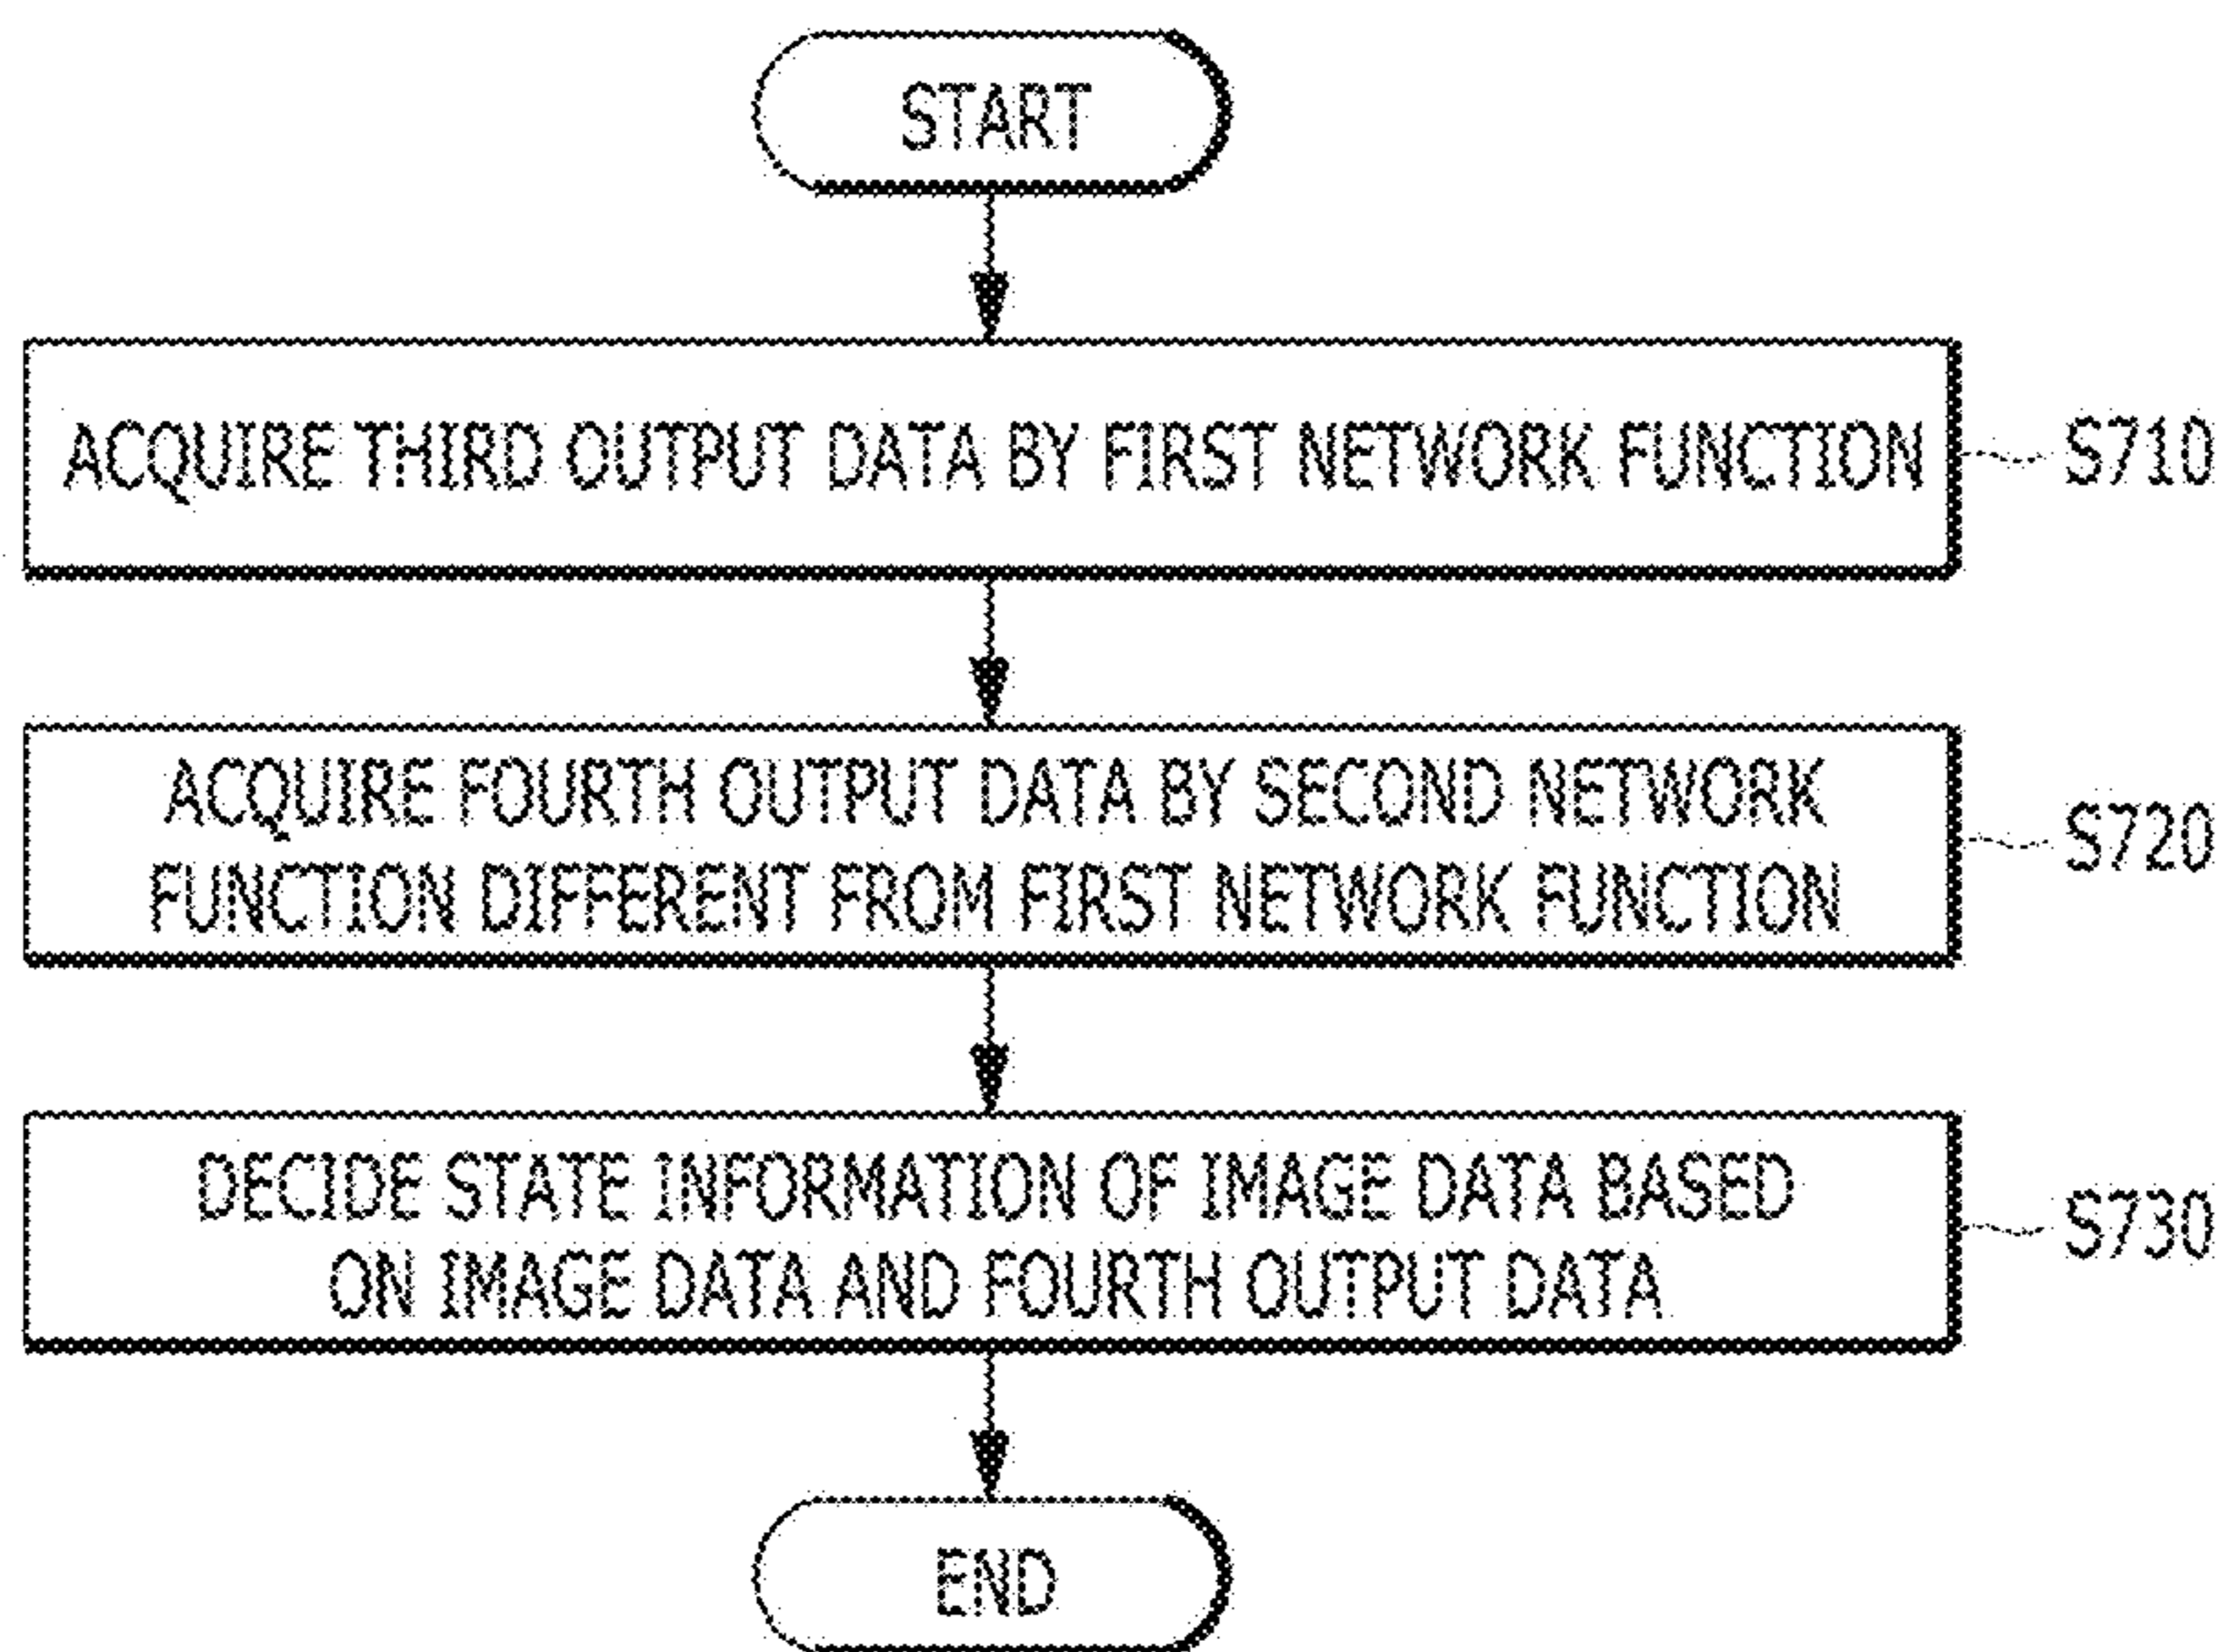 START
ACQUIRE THIRD OUTPUT DATA BY FIRST NETWORK FUNCTION
S710
ACQUIRE FOURTH OUTPUT DATA BY SECOND NETWORK
FUNCTION DIFFERENT FROM FIRST NETWORK FUNCTION
S720
DECIDE STATE INFORMATION OF IMAGE DATA BASED
ON IMAGE DATA AND FOURTH OUTPUT DATA
S730
END